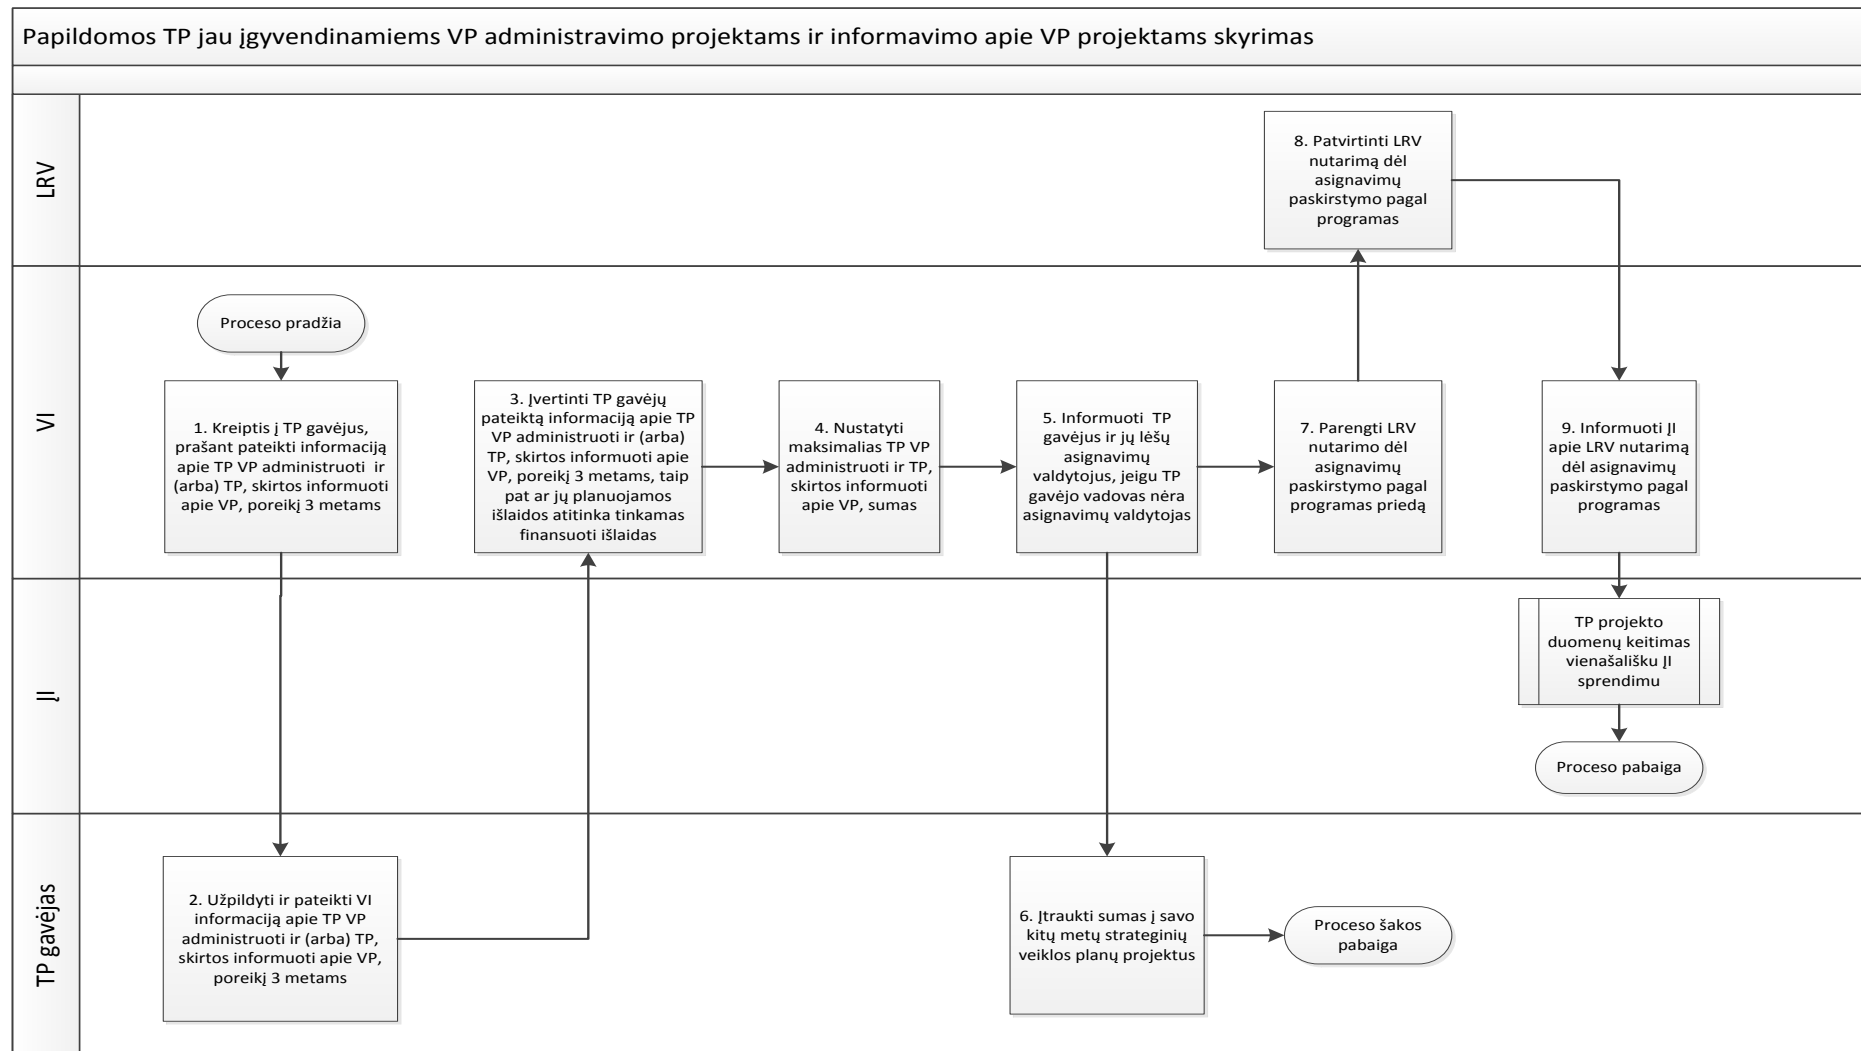 Papildomos TP jau įgyvendinamiems VP administravimo projektams ir informavimo apie VP projektams skyrimas
LRV
8. Patvirtinti LRV
nutarimą dėl
asignavimų
paskirstymo pagal
programas
VI
Proceso pradžia
1. Kreiptis į TP gavėjus,
prašant pateikti informaciją
apie TP VP administruoti ir
(arba) TP, skirtos informuoti
apie VP, poreikį 3 metams
3. Įvertinti TP gavėjų
pateiktą informaciją apie TP
VP administruoti ir (arba)
TP, skirtos informuoti apie
VP, poreikį 3 metams, taip
pat ar jų planuojamos
išlaidos atitinka tinkamas
finansuoti išlaidas
4. Nustatyti
maksimalias TP VP
administruoti ir TP,
skirtos informuoti
apie VP, sumas
5. Informuoti TP
gavėjus ir jų lėšų
asignavimų
valdytojus, jeigu TP
gavėjo vadovas nėra
asignavimų valdytojas
7. Parengti LRV
nutarimo dėl
asignavimų
paskirstymo pagal
programas priedą
9. Informuoti ĮI
apie LRV nutarimą
dėl asignavimų
paskirstymo pagal
programas
ĮI
TP projekto
duomenų keitimas
vienašališku ĮI
sprendimu
Proceso pabaiga
TP gavėjas
2. Užpildyti ir pateikti VI
informaciją apie TP VP
administruoti ir (arba) TP,
skirtos informuoti apie VP,
poreikį 3 metams
6. Įtraukti sumas į savo
kitų metų strateginių
veiklos planų projektus
Proceso šakos
pabaiga